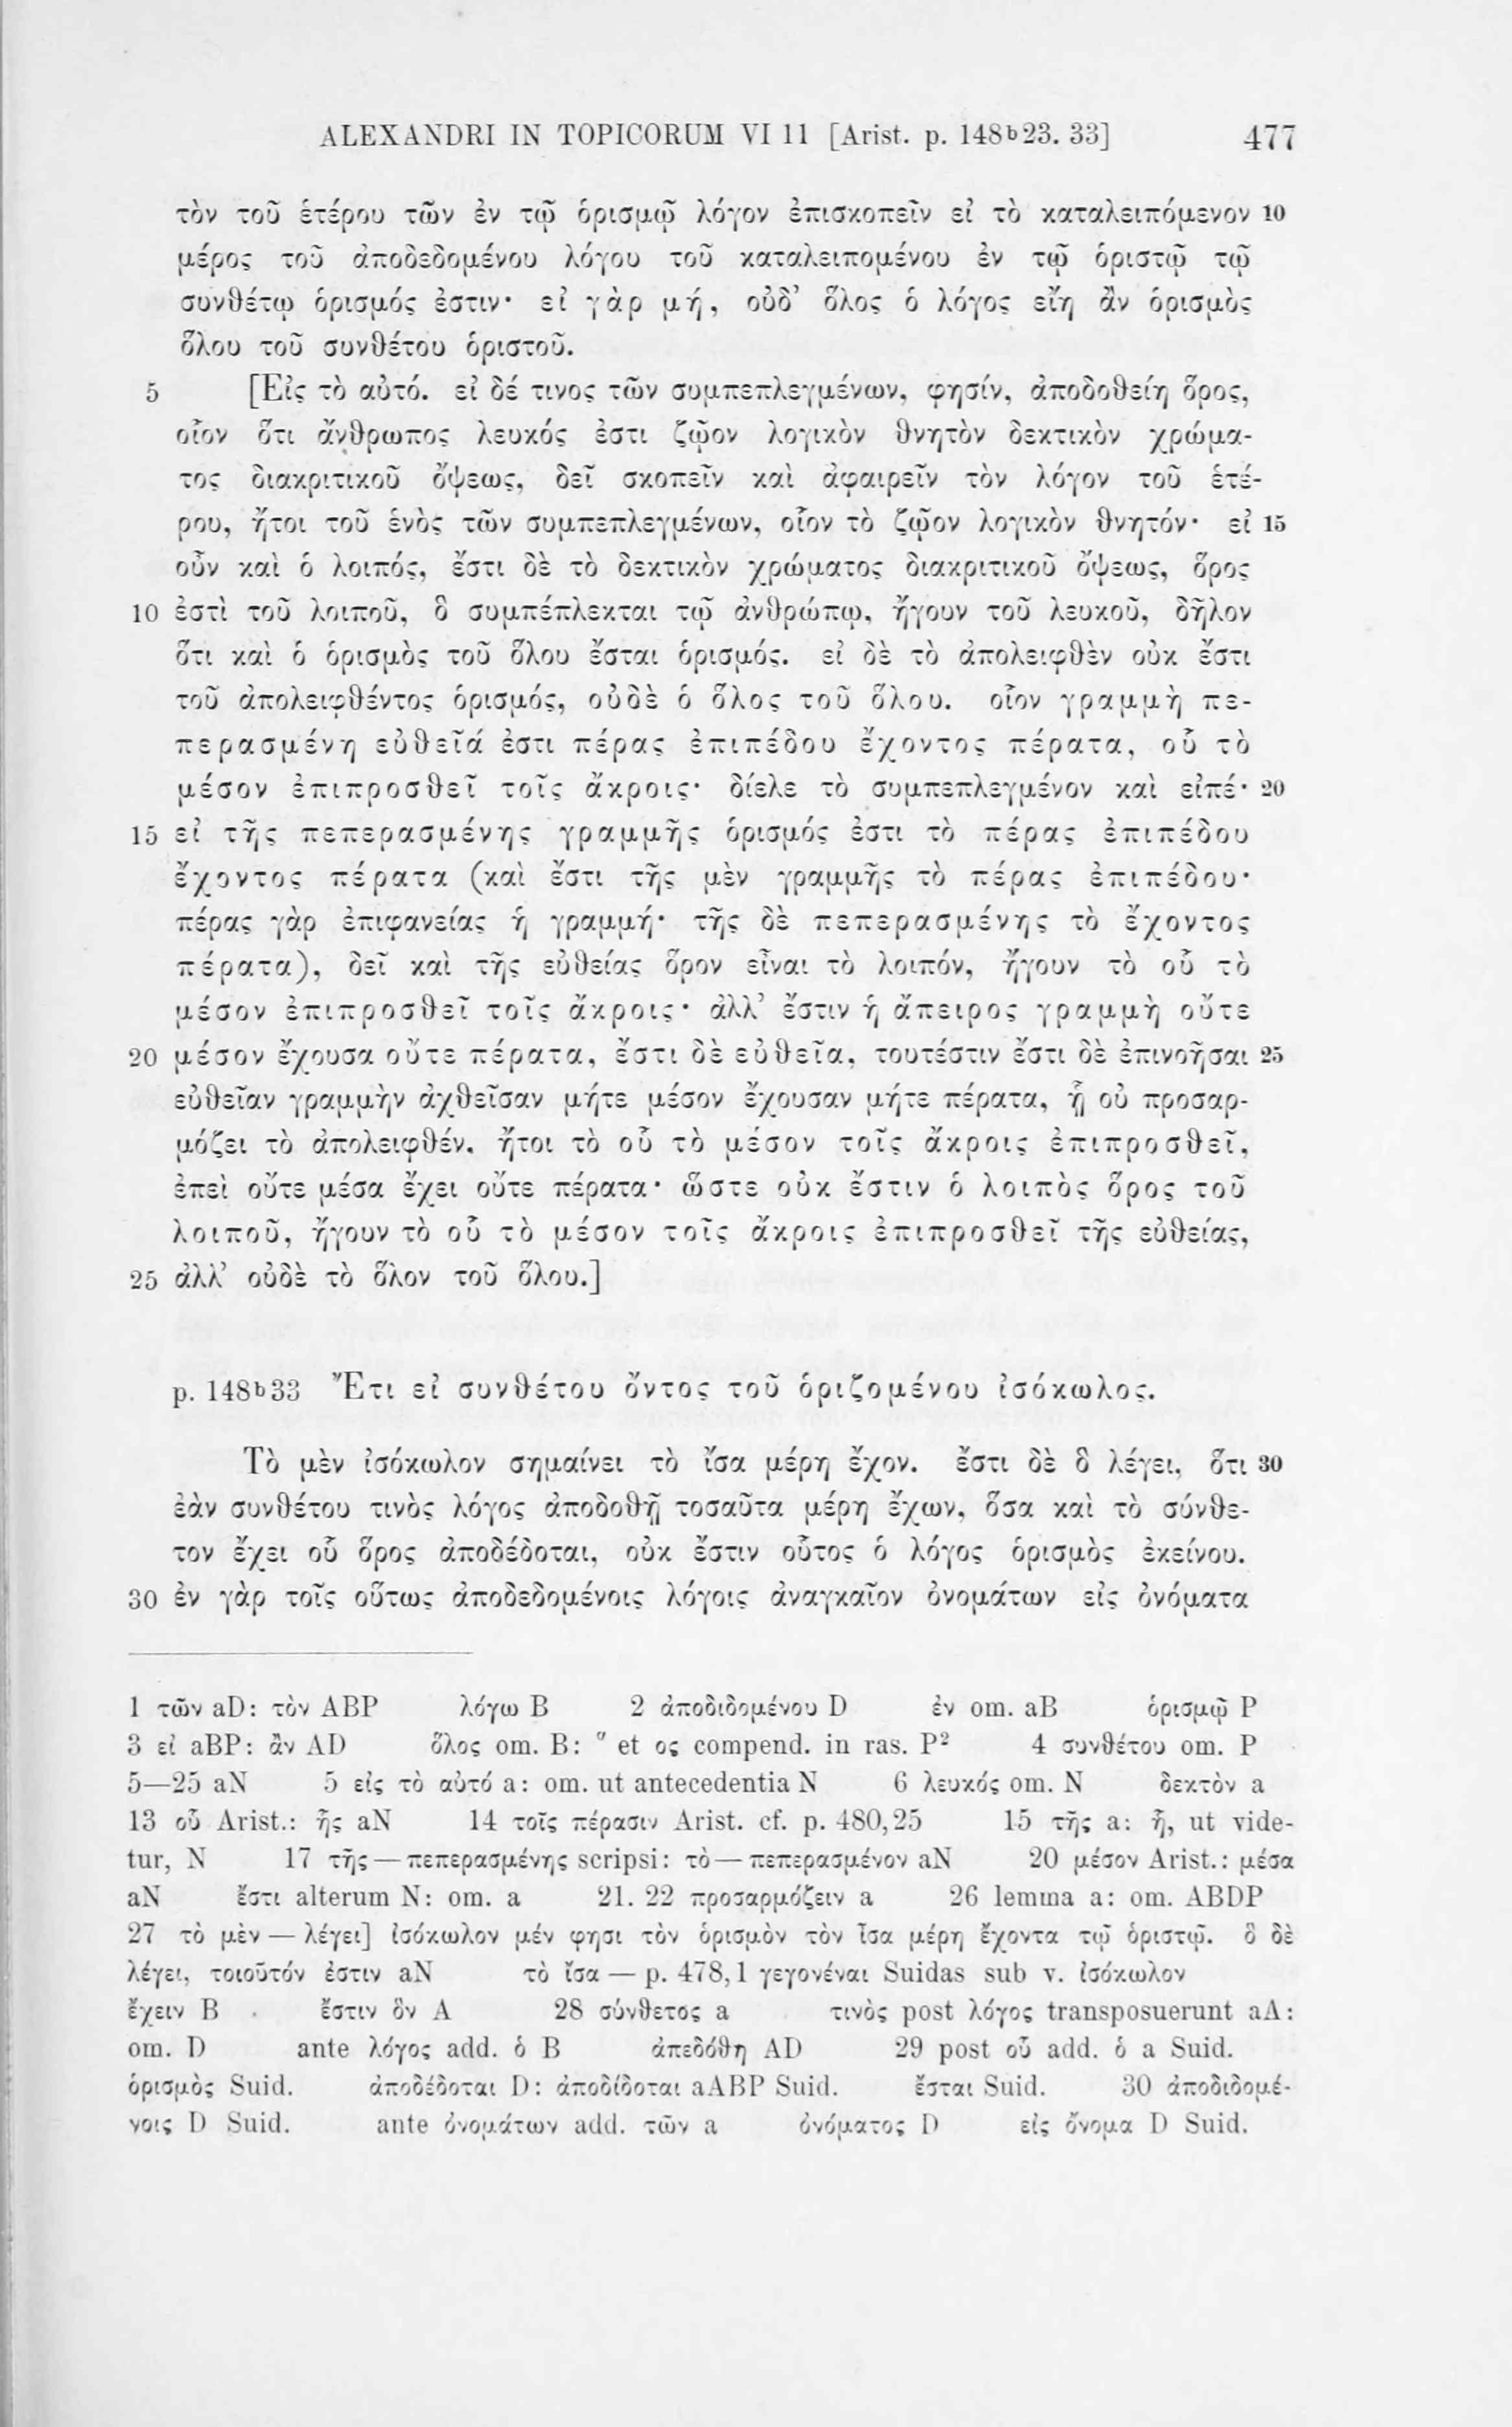 ALEXANDRI IN TOPICORUM VI 11 [Arist. p. 148ᵇ23. 33] 477
τὸν τοῦ ἑτέρου τῶν ἐν τῷ ὁρισμῷ λόγον ἐπισκοπεῖν εἰ τὸ καταλειπόμενον 10
μέρος τοῦ ἀποδεδομένου λόγου τοῦ καταλειπομένου ἐν τῷ ὁριστῷ τῷ
συνθέτῳ ὁρισμός ἐστιν· εἰ γὰρ μή, οὐδ’ ὅλος ὁ λόγος εἴη ἂν ὁρισμὸς
ὅλου τοῦ συνθέτου ὁριστοῦ.
5 [Εἰς τὸ αὐτό. εἰ δέ τινος τῶν συμπεπλεγμένων, φησίν, ἀποδοθείη ὅρος,
οἷον ὅτι ἄνθρωπος λευκός ἐστι ζῷον λογικὸν θνητὸν δεκτικὸν χρώμα-
τος διακριτικοῦ ὄψεως, δεῖ σκοπεῖν καὶ ἀφαιρεῖν τὸν λόγον τοῦ ἑτέ-
ρου, ἤτοι τοῦ ἑνὸς τῶν συμπεπλεγμένων, οἷον τὸ ζῷον λογικὸν θνητόν· εἰ 15
οὖν καὶ ὁ λοιπός, ἔστι δὲ τὸ δεκτικὸν χρώματος διακριτικοῦ ὄψεως, ὅρος
10 ἐστὶ τοῦ λοιποῦ, ὃ συμπέπλεκται τῷ ἀνθρώπῳ, ἤγουν τοῦ λευκοῦ, δῆλον
ὅτι καὶ ὁ ὁρισμὸς τοῦ ὅλου ἔσται ὁρισμός. εἰ δὲ τὸ ἀπολειφθὲν οὐκ ἔστι
τοῦ ἀπολειφθέντος ὁρισμός, οὐδὲ ὁ ὅλος τοῦ ὅλου. οἷον γραμμὴ πε-
περασμένη εὐθεῖά ἐστι πέρας ἐπιπέδου ἔχοντος πέρατα, οὗ τὸ
μέσον ἐπιπροσθεῖ τοῖς ἄκροις· δίελε τὸ συμπεπλεγμένον καὶ εἰπέ· 20
15 εἰ τῆς πεπερασμένης γραμμῆς ὁρισμός ἐστι τὸ πέρας ἐπιπέδου
ἔχοντος πέρατα (καὶ ἔστι τῆς μὲν γραμμῆς τὸ πέρας ἐπιπέδου·
πέρας γὰρ ἐπιφανείας ἡ γραμμή· τῆς δὲ πεπερασμένης τὸ ἔχοντος
πέρατα), δεῖ καὶ τῆς εὐθείας ὅρον εἶναι τὸ λοιπόν, ἤγουν τὸ οὗ τὸ
μέσον ἐπιπροσθεῖ τοῖς ἄκροις· ἀλλ’ ἔστιν ἡ ἄπειρος γραμμὴ οὔτε
20 μέσον ἔχουσα οὔτε πέρατα, ἔστι δὲ εὐθεῖα, τουτέστιν ἔστι δὲ ἐπινοῆσαι 25
εὐθεῖαν γραμμὴν ἀχθεῖσαν μήτε μέσον ἔχουσαν μήτε πέρατα, ᾗ οὐ προσαρ-
μόζει τὸ ἀπολειφθέν, ἤτοι τὸ οὗ τὸ μέσον τοῖς ἄκροις ἐπιπροσθεῖ,
ἐπεὶ οὔτε μέσα ἔχει οὔτε πέρατα· ὥστε οὐκ ἔστιν ὁ λοιπὸς ὅρος τοῦ
λοιποῦ, ἤγουν τὸ οὗ τὸ μέσον τοῖς ἄκροις ἐπιπροσθεῖ τῆς εὐθείας,
25 ἀλλ’ οὐδὲ τὸ ὅλον τοῦ ὅλου.]
p. 148ᵇ33 Ἔτι εἰ συνθέτου ὄντος τοῦ ὁριζομένου ἰσόκωλος.
Τὸ μὲν ἰσόκωλον σημαίνει τὸ ἴσα μέρη ἔχον. ἔστι δὲ ὃ λέγει, ὅτι 30
ἐὰν συνθέτου τινὸς λόγος ἀποδοθῇ τοσαῦτα μέρη ἔχων, ὅσα καὶ τὸ σύνθε-
τον ἔχει οὗ ὅρος ἀποδέδοται, οὐκ ἔστιν οὗτος ὁ λόγος ὁρισμὸς ἐκείνου.
30 ἐν γὰρ τοῖς οὕτως ἀποδεδομένοις λόγοις ἀναγκαῖον ὀνομάτων εἰς ὀνόματα
1 τῶν aD: τὸν ABP λόγω B 2 ἀποδιδομένου D ἐν om. aB ὁρισμῷ P
3 εἰ aBP: ἂν AD ὅλος om. B: ῞ et ος compend. in ras. P² 4 συνθέτου om. P
5—25 aN 5 εἰς τὸ αὐτό a: om. ut antecedentia N 6 λευκός om. N δεκτὸν a
13 οὗ Arist.: ἧς aN 14 τοῖς πέρασιν Arist. cf. p. 480,25 15 τῆς a: ἦ, ut vide-
tur, N 17 τῆς — πεπερασμένης scripsi: τὸ — πεπερασμένον aN 20 μέσον Arist.: μέσα
aN ἔστι alterum N: om. a 21. 22 προσαρμόζειν a 26 lemma a: om. ABDP
27 τὸ μὲν — λέγει] ἰσόκωλον μέν φησι τὸν ὁρισμὸν τὸν ἴσα μέρη ἔχοντα τῷ ὁριστῷ. ὃ δὲ
λέγει, τοιοῦτόν ἐστιν aN τὸ ἴσα — p. 478,1 γεγονέναι Suidas sub v. ἰσόκωλον
ἔχειν B ἔστιν ὃν A 28 σύνθετος a τινὸς post λόγος transposuerunt aA:
om. D ante λόγος add. ὁ B ἀπεδόθη AD 29 post οὗ add. ὁ a Suid.
ὁρισμὸς Suid. ἀποδέδοται D: ἀποδίδοται aABP Suid. ἔσται Suid. 30 ἀποδιδομέ-
νοις D Suid. ante ὀνομάτων add. τῶν a ὀνόματος D εἰς ὄνομα D Suid.